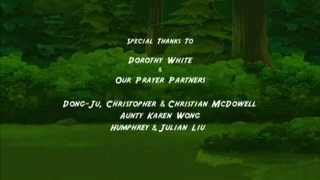 Special Thanks To
Dorothy White
&
Our Prayer Partners
Dong-Ju, Christopher & Christian McDowell
Aunty Karen Wong
Humphrey & Julian Liu